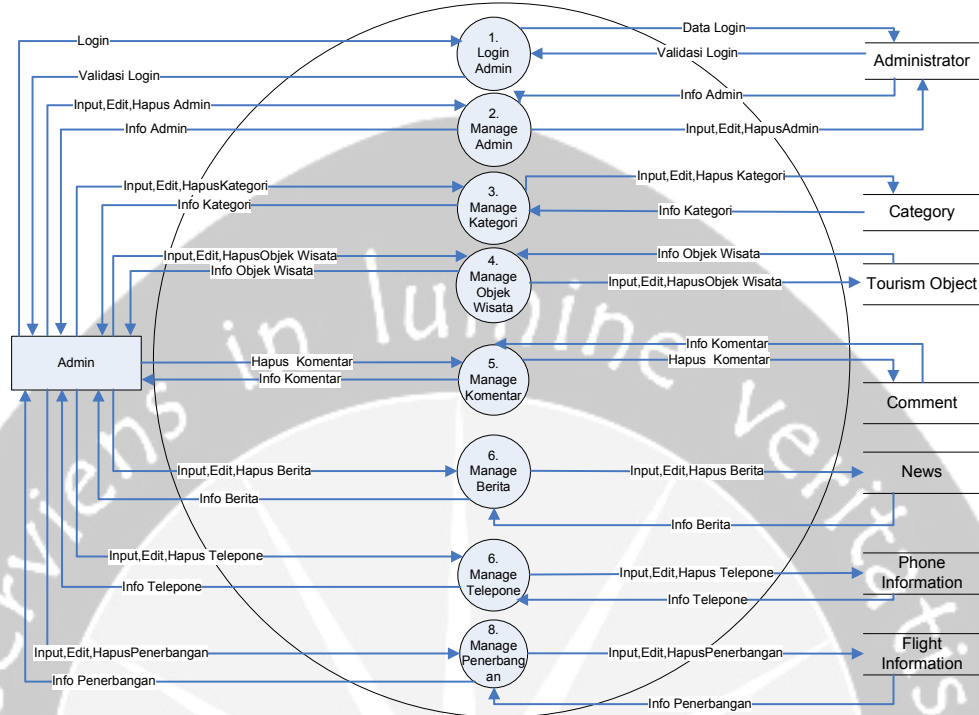 Login
1.
Login
Admin
Data Login
Validasi Login
Administrator
Validasi Login
Info Admin
Input,Edit,Hapus Admin
2.
Manage
Admin
Info Admin
Input,Edit,HapusAdmin
Input,Edit,HapusKategori
3.
Manage
Kategori
Input,Edit,Hapus Kategori
Info Kategori
Info Kategori
Category
Input,Edit,HapusObjek Wisata
4.
Manage
Objek
Wisata
Info Objek Wisata
Info Objek Wisata
Input,Edit,HapusObjek Wisata
Tourism Object
Admin
Hapus  Komentar
5.
Manage
Komentar
Info Komentar
Hapus  Komentar
Info Komentar
Comment
Input,Edit,Hapus Berita
6.
Manage
Berita
Input,Edit,Hapus Berita
News
Info Berita
Info Berita
Input,Edit,Hapus Telepone
6.
Manage
Telepone
Input,Edit,Hapus Telepone
Phone
Information
Info Telepone
Info Telepone
Input,Edit,HapusPenerbangan
8.
Manage
Penerbang
an
Input,Edit,HapusPenerbangan
Flight
Information
Info Penerbangan
Info Penerbangan
serviens in lumine veritatis